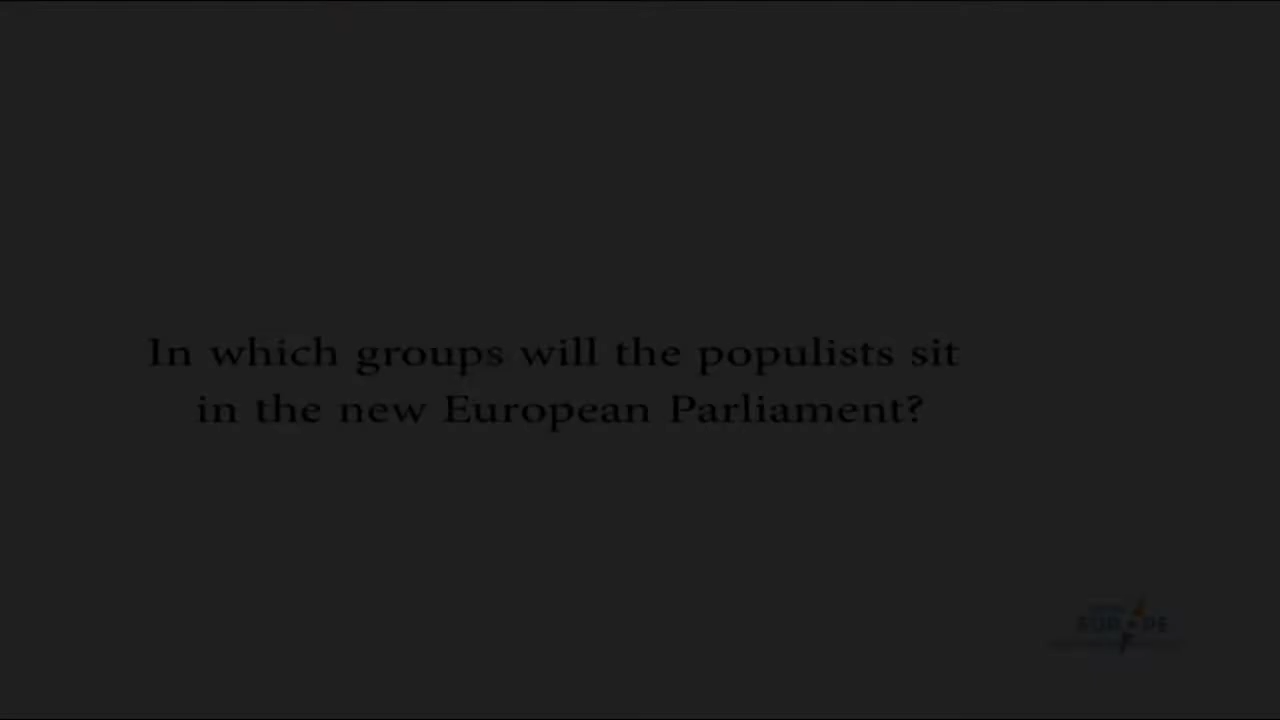 In which groups will the populists sit
in the new European Parliament?